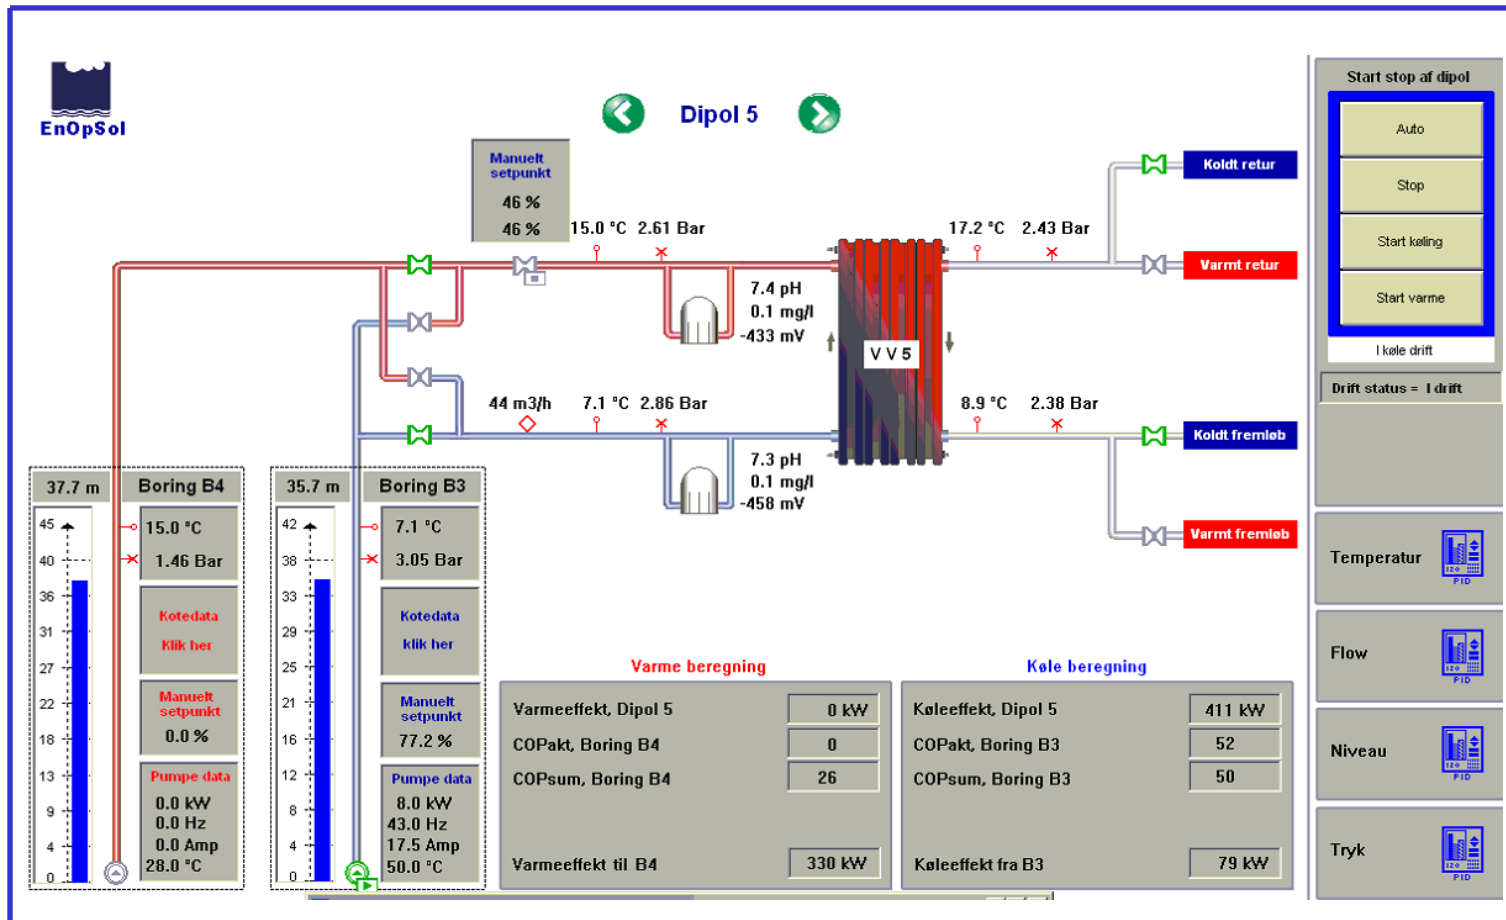 EnOpSol
Dipol 5
Manuelt
setpunkt
46 %
46 %
15.0 °C
2.61 Bar
17.2 °C
2.43 Bar
Koldt retur
Varmt retur
7.4 pH
0.1 mg/l
-433 mV
V V 5
44 m3/h
7.1 °C
2.86 Bar
8.9 °C
2.38 Bar
Koldt fremløb
7.3 pH
0.1 mg/l
-458 mV
Varmt fremløb
37.7 m
Boring B4
45
40
36
31
27
22
18
13
9
4
0
15.0 °C
1.46 Bar
Kotedata
Klik her
Manuelt
setpunkt
0.0 %
Pumpe data
0.0 kW
0.0 Hz
0.0 Amp
28.0 °C
35.7 m
Boring B3
42
38
33
29
25
21
16
12
8
4
0
7.1 °C
3.05 Bar
Kotedata
klik her
Manuelt
setpunkt
77.2 %
Pumpe data
8.0 kW
43.0 Hz
17.5 Amp
50.0 °C
Varme beregning
Varmeeffekt, Dipol 5
0 kW
COPakt, Boring B4
0
COPsum, Boring B4
26
Varmeeffekt til B4
330 kW
Køle beregning
Køleeffekt, Dipol 5
411 kW
COPakt, Boring B3
52
COPsum, Boring B3
50
Køleeffekt fra B3
79 kW
Start stop af dipol
Auto
Stop
Start køling
Start varme
I køle drift
Drift status = I drift
Temperatur
PID
Flow
PID
Niveau
PID
Tryk
PID